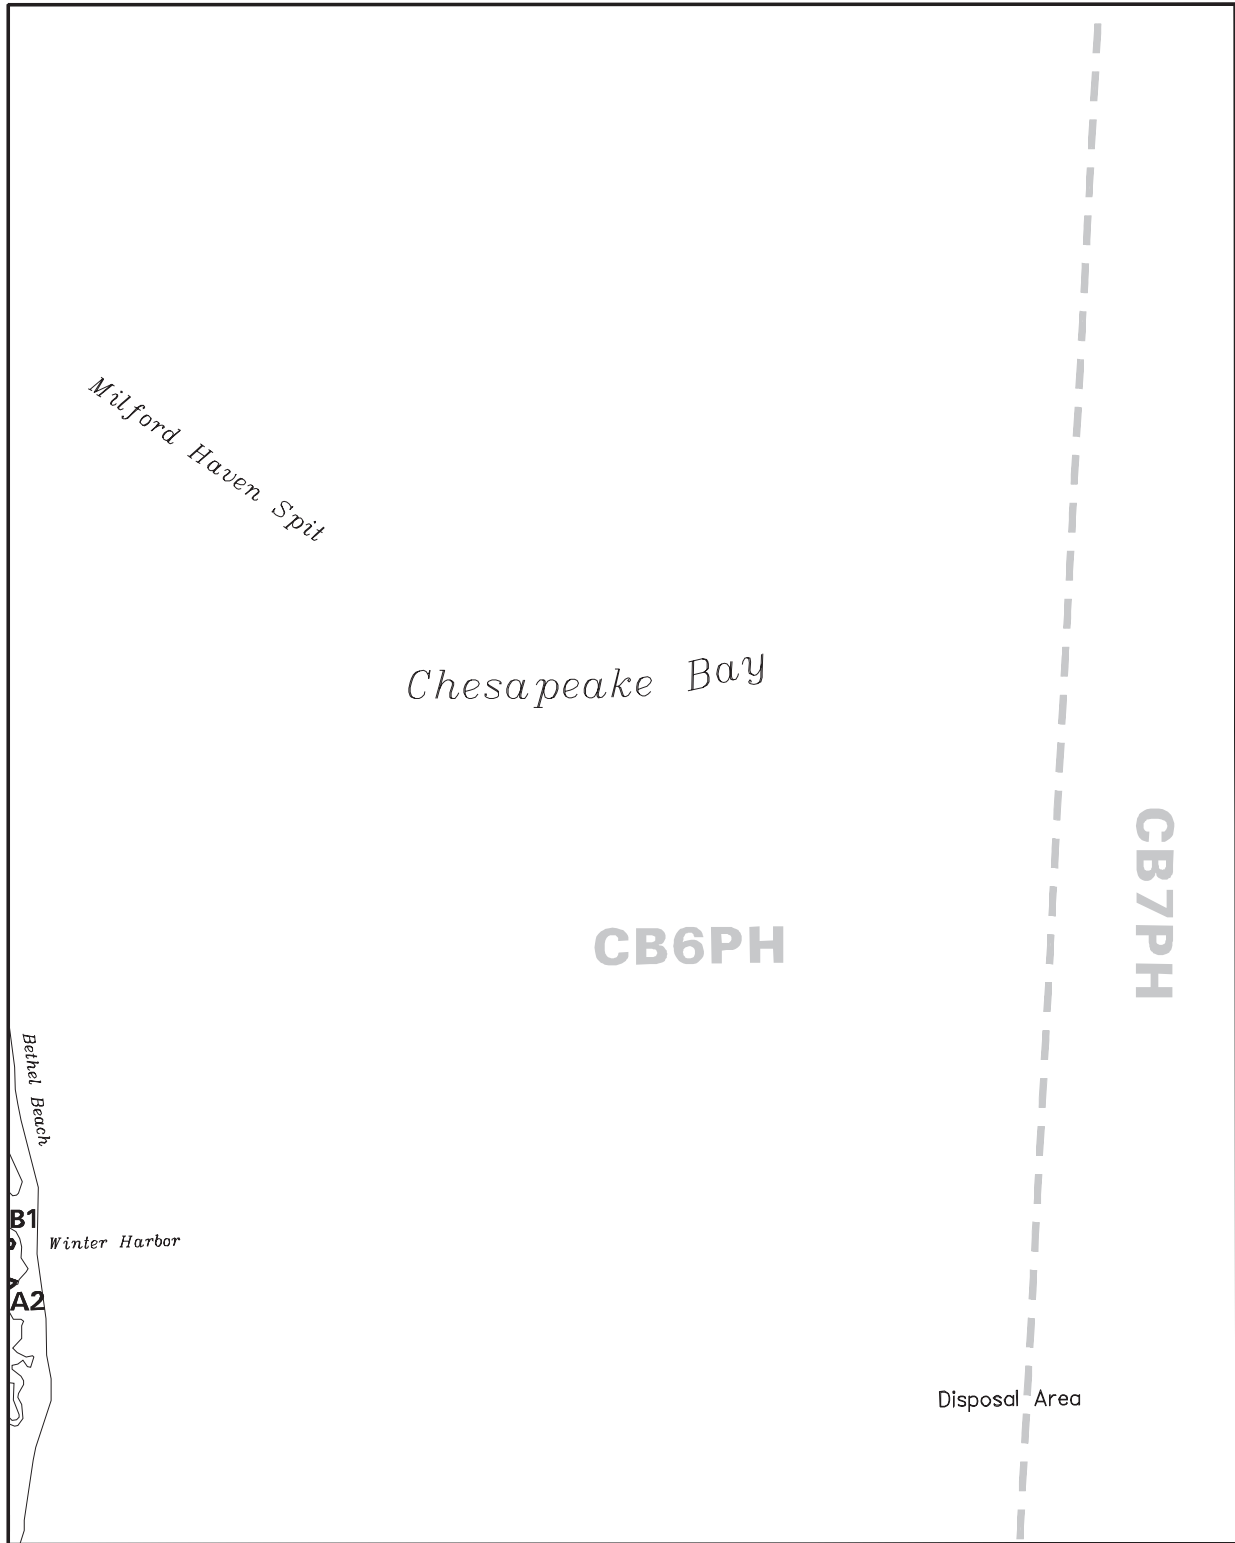 Milford Haven Spit
Chesapeake Bay
CB7PH
CB6PH
Bethel Beach
B1
Winter Harbor
A2
Disposal Area